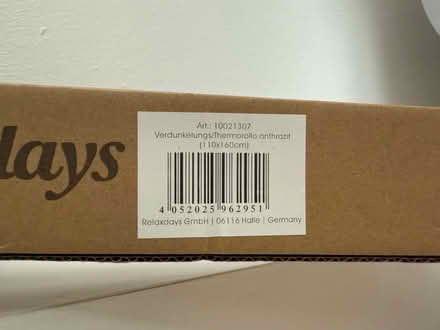 days
Art.: 10021307
Verdunkelungs/Thermorollo anthrazit
(110x160cm)
4 052025 962951
Relaxdays GmbH | 06116 Halle | Germany